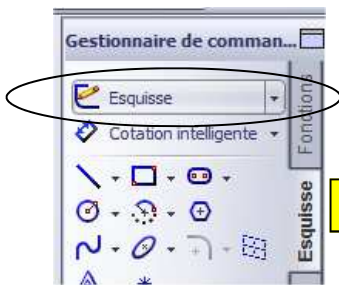 Gestionnaire de comman...
Esquisse
Cotation intelligente
Fonctions
Esquisse